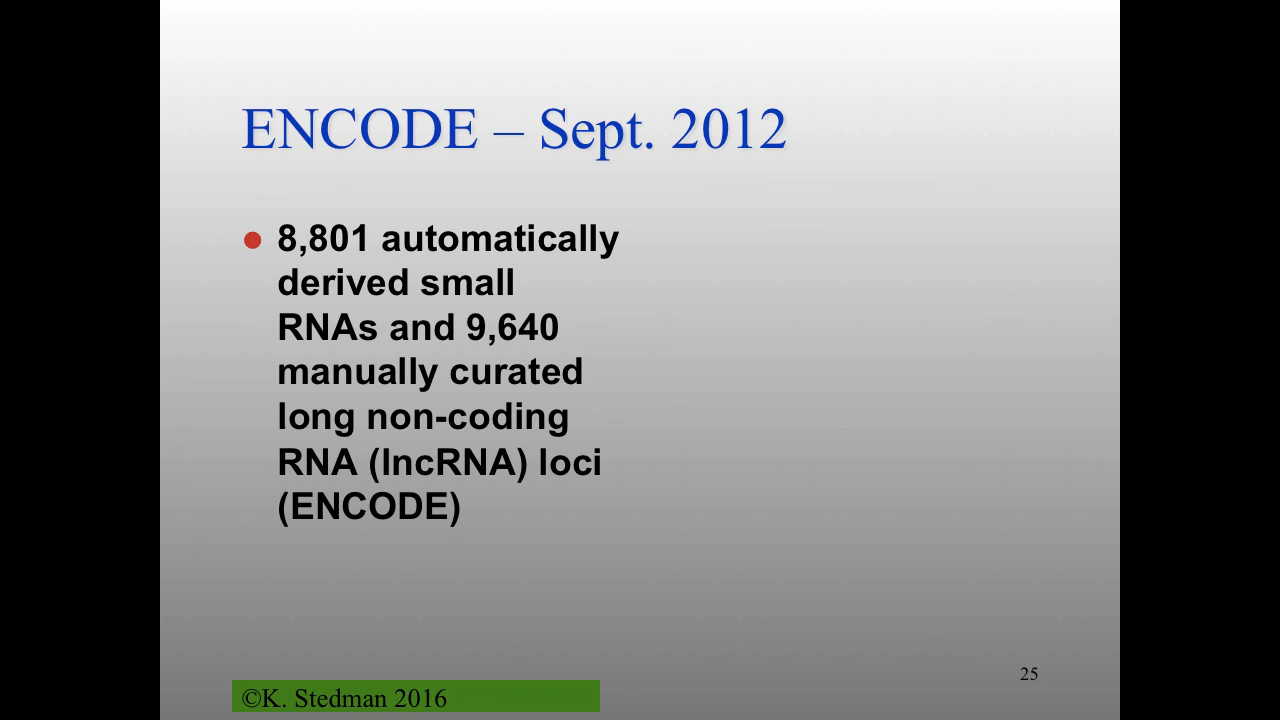 ENCODE – Sept. 2012
8,801 automatically
derived small
RNAs and 9,640
manually curated
long non-coding
RNA (lncRNA) loci
(ENCODE)
25
©K. Stedman 2016